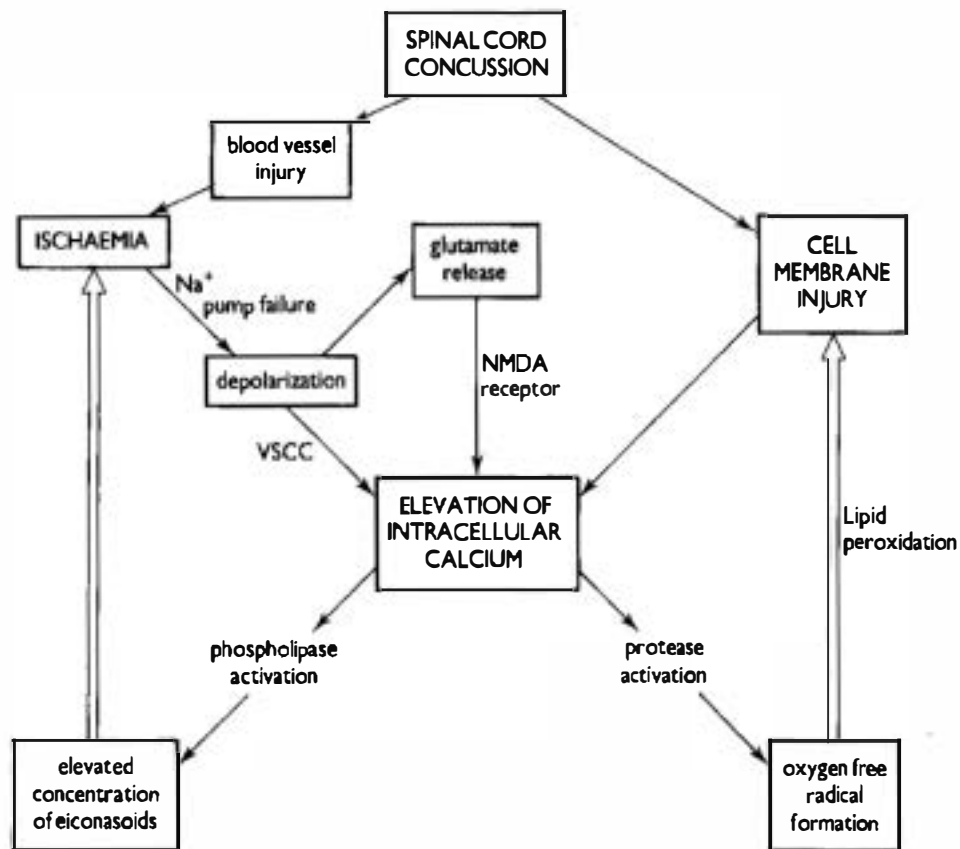 SPINAL CORD
CONCUSSION
blood vessel
injury
ISCHAEMIA
glutamate
release
CELL
MEMBRANE
INJURY
Na⁺
pump failure
depolarization
NMDA
receptor
VSCC
ELEVATION OF
INTRACELLULAR
CALCIUM
Lipid
peroxidation
phospholipase
activation
protease
activation
elevated
concentration
of eiconasoids
oxygen free
radical
formation